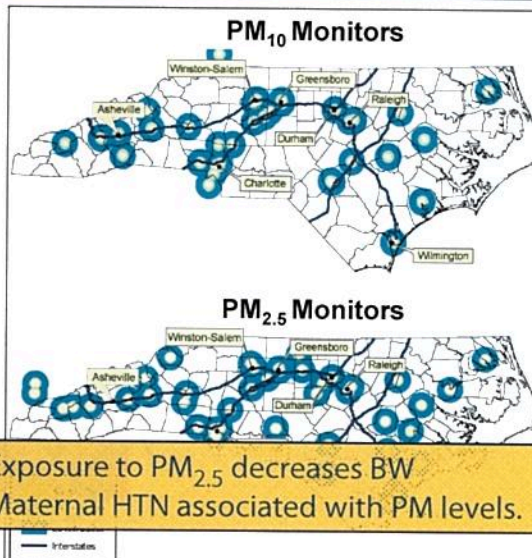 PM10 Monitors
Winston-Salem
Greensboro
Asheville
Raleigh
Durham
Charlotte
Wilmington
PM2.5 Monitors
Winston-Salem
Greensboro
Asheville
Raleigh
Durham
Exposure to PM2.5 decreases BW
Maternal HTN associated with PM levels.
Interstates